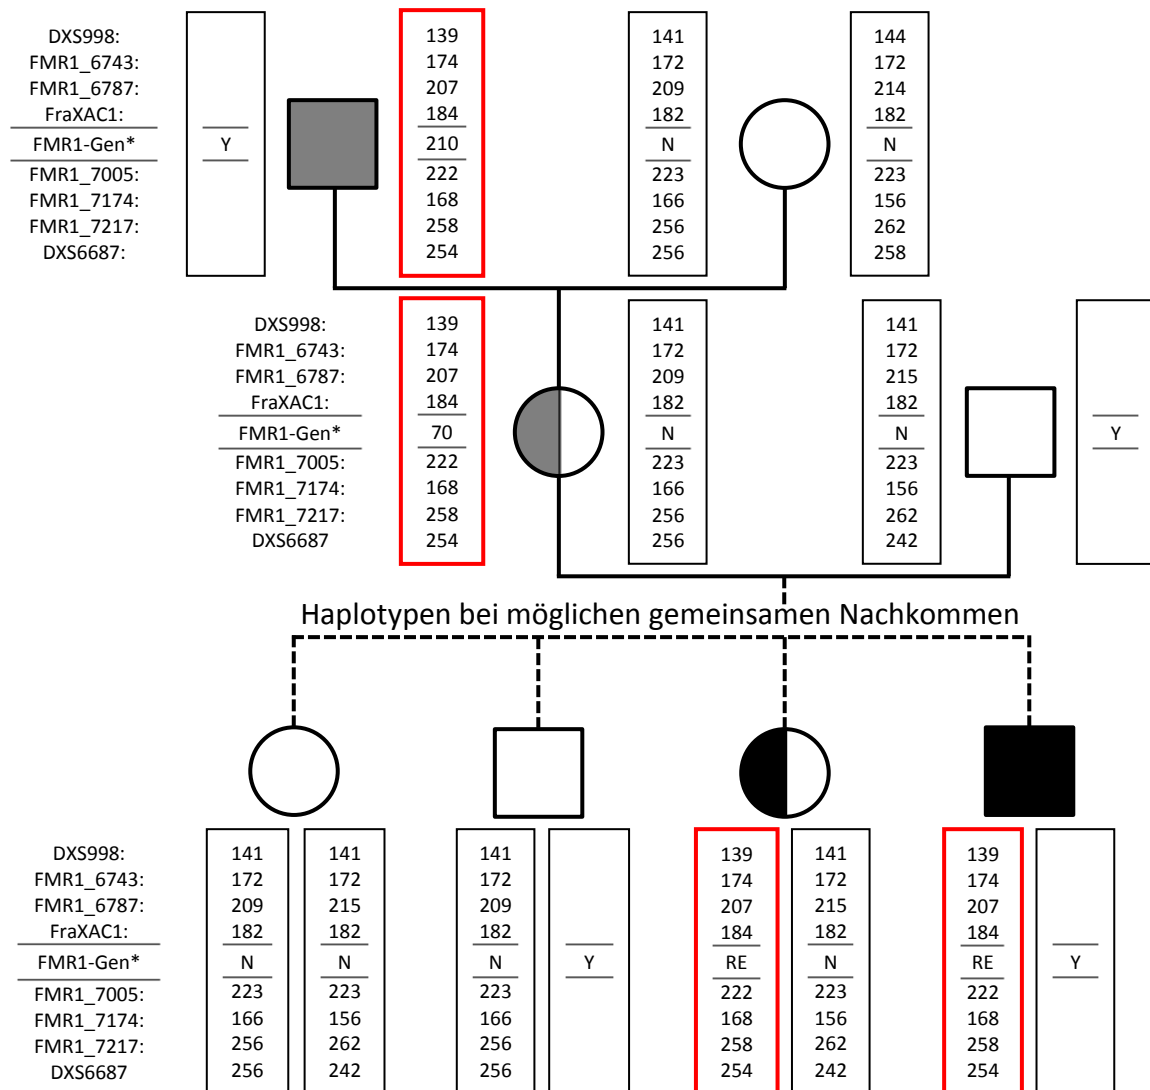 DXS998: 139 141 144
FMR1_6743: 174 172 172
FMR1_6787: 207 209 214
FraXAC1: 184 182 182
FMR1-Gen* Y 210 N N
FMR1_7005: 222 223 223
FMR1_7174: 168 166 156
FMR1_7217: 258 256 262
DXS6687: 254 256 258
DXS998: 139 141 141
FMR1_6743: 174 172 172
FMR1_6787: 207 209 215
FraXAC1: 184 182 182
FMR1-Gen* 70 N N Y
FMR1_7005: 222 223 223
FMR1_7174: 168 166 156
FMR1_7217: 258 256 262
DXS6687 254 256 242
Haplotypen bei möglichen gemeinsamen Nachkommen
DXS998: 141 141 141 139 141 139
FMR1_6743: 172 172 172 174 172 174
FMR1_6787: 209 215 209 207 215 207
FraXAC1: 182 182 182 184 182 184
FMR1-Gen* N N N Y RE N RE Y
FMR1_7005: 223 223 223 222 223 222
FMR1_7174: 166 156 166 168 156 168
FMR1_7217: 256 262 256 258 262 258
DXS6687 256 242 256 254 242 254